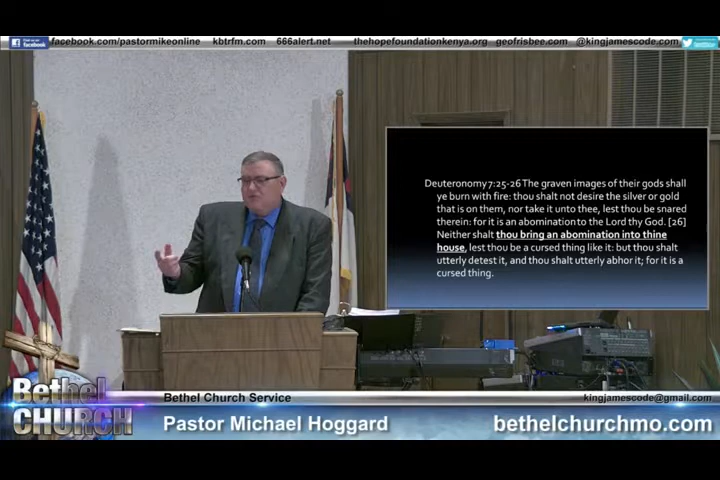 Find us on facebook
facebook.com/pastormikeonline kbtrfm.com 666alert.net thehopefoundationkenya.org geofrisbee.com @kingjamescode.com
Deuteronomy 7:25-26 The graven images of their gods shall
ye burn with fire: thou shalt not desire the silver or gold
that is on them, nor take it unto thee, lest thou be snared
therein: for it is an abomination to the Lord thy God. [26]
Neither shalt thou bring an abomination into thine
house, lest thou be a cursed thing like it: but thou shalt
utterly detest it, and thou shalt utterly abhor it; for it is a
cursed thing.
Bethel
CHURCH
Bethel Church Service kingjamescode@gmail.com
Pastor Michael Hoggard bethelchurchmo.com